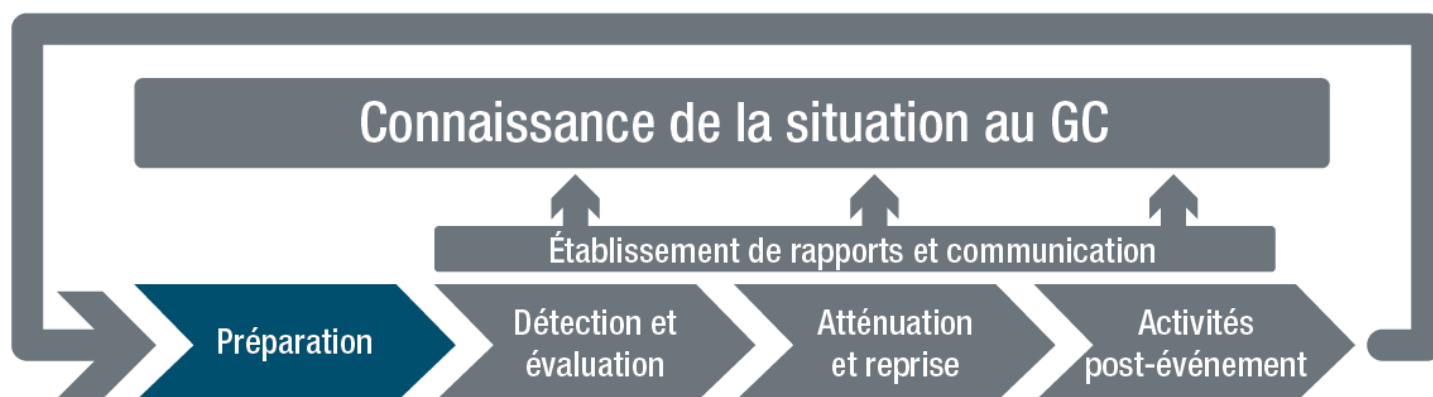 Connaissance de la situation au GC
Établissement de rapports et communication
Préparation
Détection et
évaluation
Atténuation
et reprise
Activités
post-événement